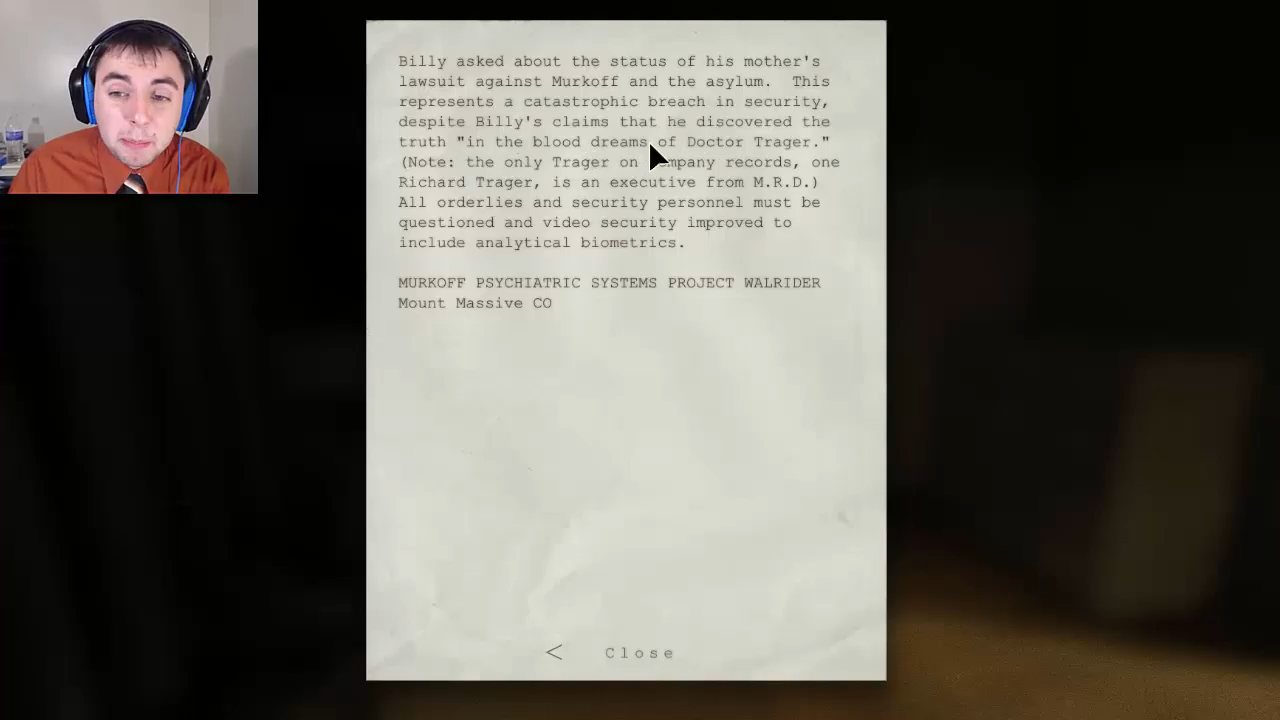 Billy asked about the status of his mother's
lawsuit against Murkoff and the asylum.  This
represents a catastrophic breach in security,
despite Billy's claims that he discovered the
truth "in the blood dreams of Doctor Trager."
(Note: the only Trager on company records, one
Richard Trager, is an executive from M.R.D.)
All orderlies and security personnel must be
questioned and video security improved to
include analytical biometrics.
MURKOFF PSYCHIATRIC SYSTEMS PROJECT WALRIDER
Mount Massive CO
< Close